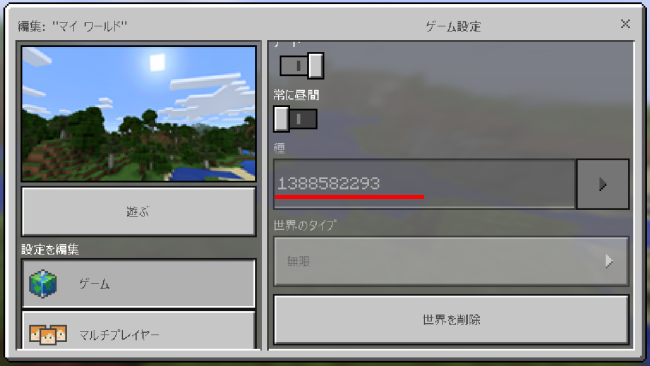 編集: "マイ ワールド"
ゲーム設定
遊ぶ
設定を編集
ゲーム
マルチプレイヤー
常に昼間
種
1388582293
世界のタイプ
無限
世界を削除